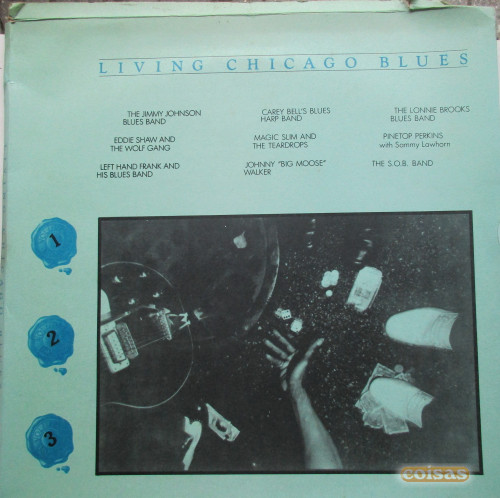 LIVING CHICAGO BLUES
THE JIMMY JOHNSON
BLUES BAND
CAREY BELL'S BLUES
HARP BAND
THE LONNIE BROOKS
BLUES BAND
EDDIE SHAW AND
THE WOLF GANG
MAGIC SLIM AND
THE TEARDROPS
PINETOP PERKINS
with Sammy Lawhorn
LEFT HAND FRANK AND
HIS BLUES BAND
JOHNNY "BIG MOOSE"
WALKER
THE S.O.B. BAND
1
2
3
coisas